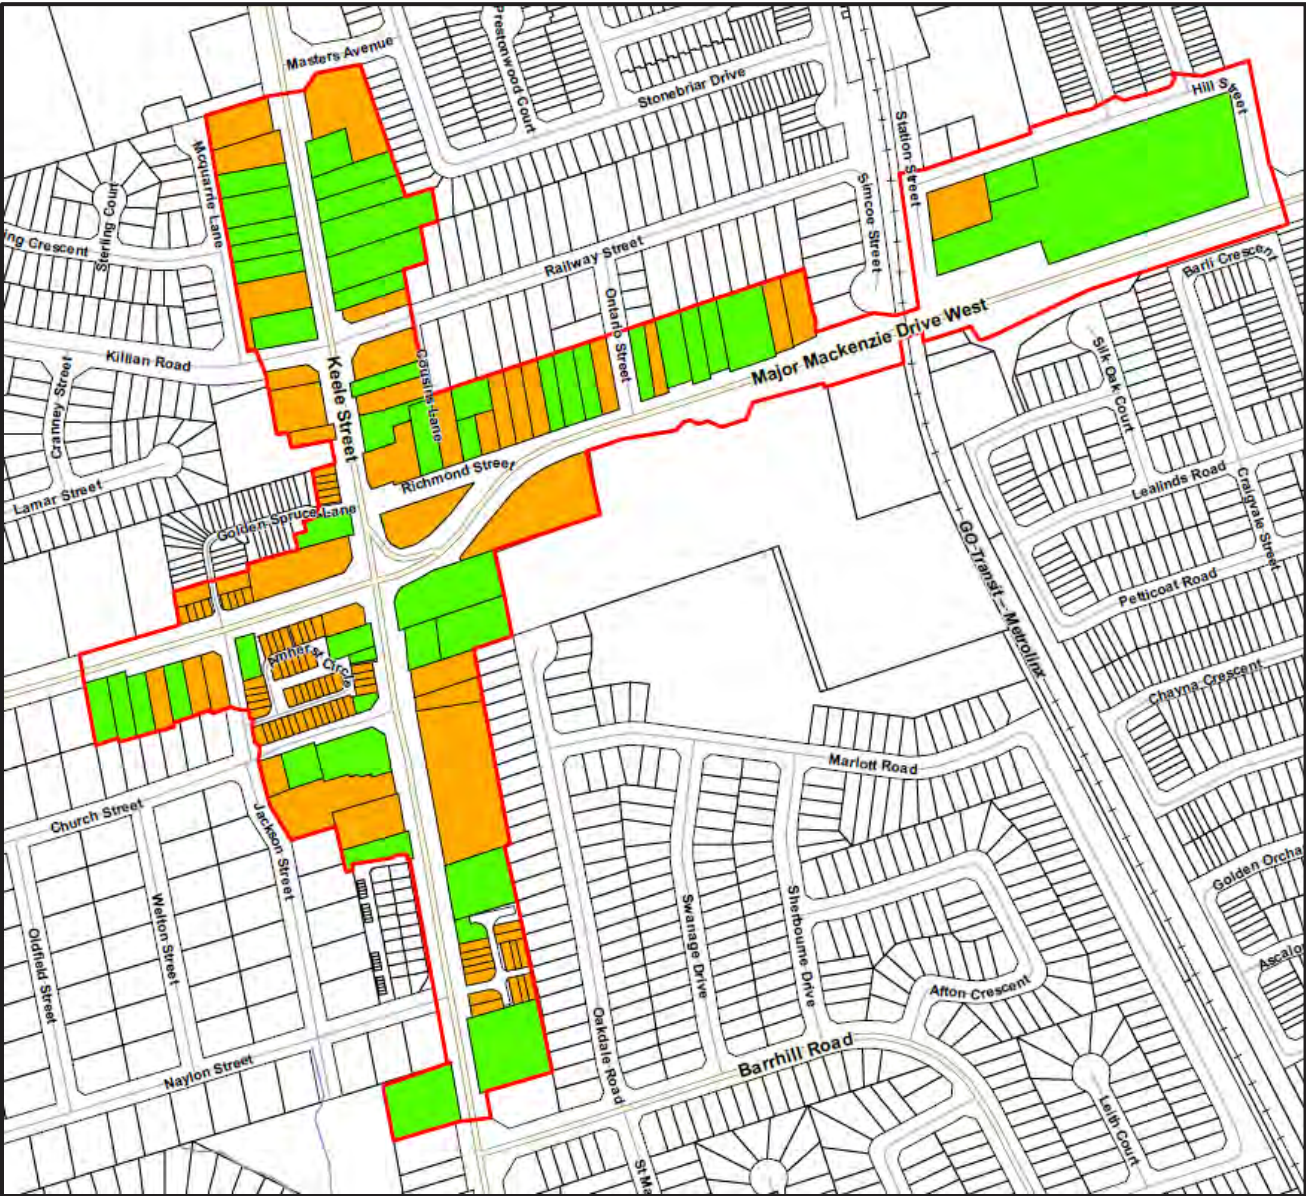 Masters Avenue
Prestonwood Court
Stonebriar Drive
Station Street
Hill Street
Mcquarrie Lane
Sterling Court
ing Crescent
Simcoe Street
Railway Street
Barli Crescent
Ontario Street
Major Mackenzie Drive West
Killian Road
Keele Street
Cousins Lane
Silk Oak Court
Cranney Street
Richmond Street
Lealinds Road
Craigvale Street
Lamar Street
Golden Spruce Lane
GO-Transit – Metrolinx
Petticoat Road
Amherst Circle
Chayna Crescent
Marlott Road
Church Street
Jackson Street
Golden Orcha
Welton Street
Oldfield Street
Swanage Drive
Sherbourne Drive
Ascalo
Afton Crescent
Oakdale Road
Barrhill Road
Naylon Street
Leith Court
St Ma